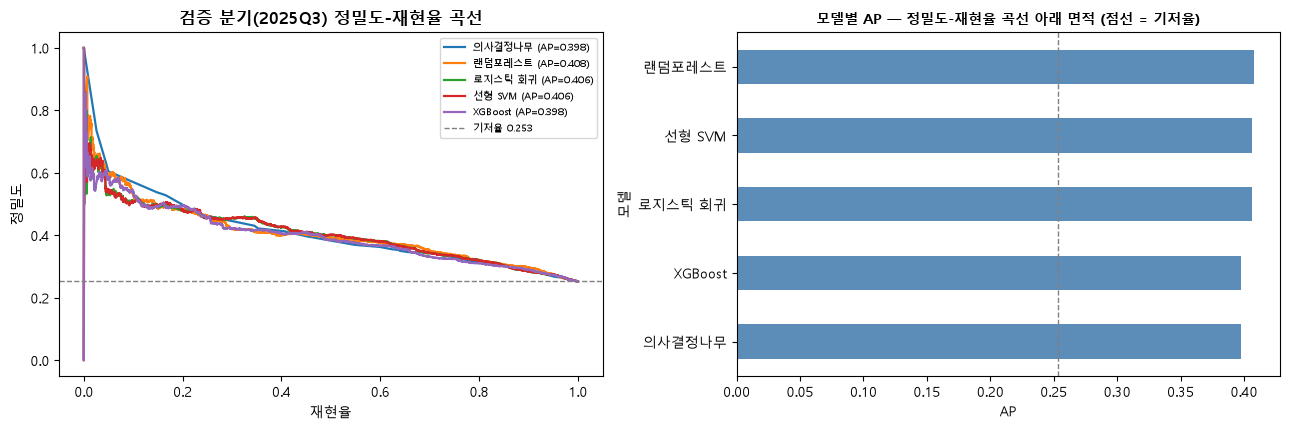 검증 분기(2025Q3) 정밀도-재현율 곡선
정밀도
1.0
0.8
0.6
0.4
0.2
0.0
의사결정나무 (AP=0.398)
랜덤포레스트 (AP=0.408)
로지스틱 회귀 (AP=0.406)
선형 SVM (AP=0.406)
XGBoost (AP=0.398)
기저율 0.253
0.0 0.2 0.4 0.6 0.8 1.0
재현율
모델별 AP — 정밀도-재현율 곡선 아래 면적 (점선 = 기저율)
모델
랜덤포레스트
선형 SVM
로지스틱 회귀
XGBoost
의사결정나무
0.00 0.05 0.10 0.15 0.20 0.25 0.30 0.35 0.40
AP